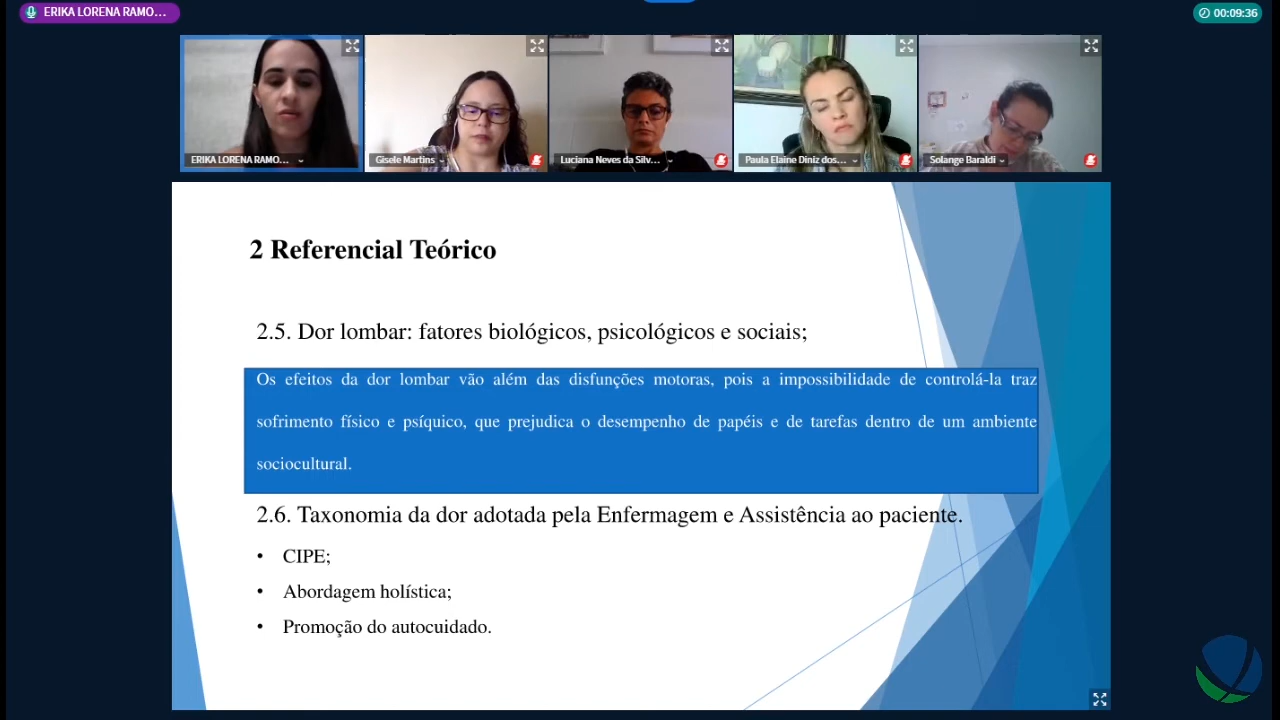 ERIKA LORENA RAMO...
00:09:36
ERIKA LORENA RAMO...
Gisele Martins
Luciana Neves da Silv...
Paula Elaine Diniz dos...
Solange Baraldi
2 Referencial Teórico
2.5. Dor lombar: fatores biológicos, psicológicos e sociais;
Os efeitos da dor lombar vão além das disfunções motoras, pois a impossibilidade de controlá-la traz
sofrimento físico e psíquico, que prejudica o desempenho de papéis e de tarefas dentro de um ambiente
sociocultural.
2.6. Taxonomia da dor adotada pela Enfermagem e Assistência ao paciente.
• CIPE;
• Abordagem holística;
• Promoção do autocuidado.